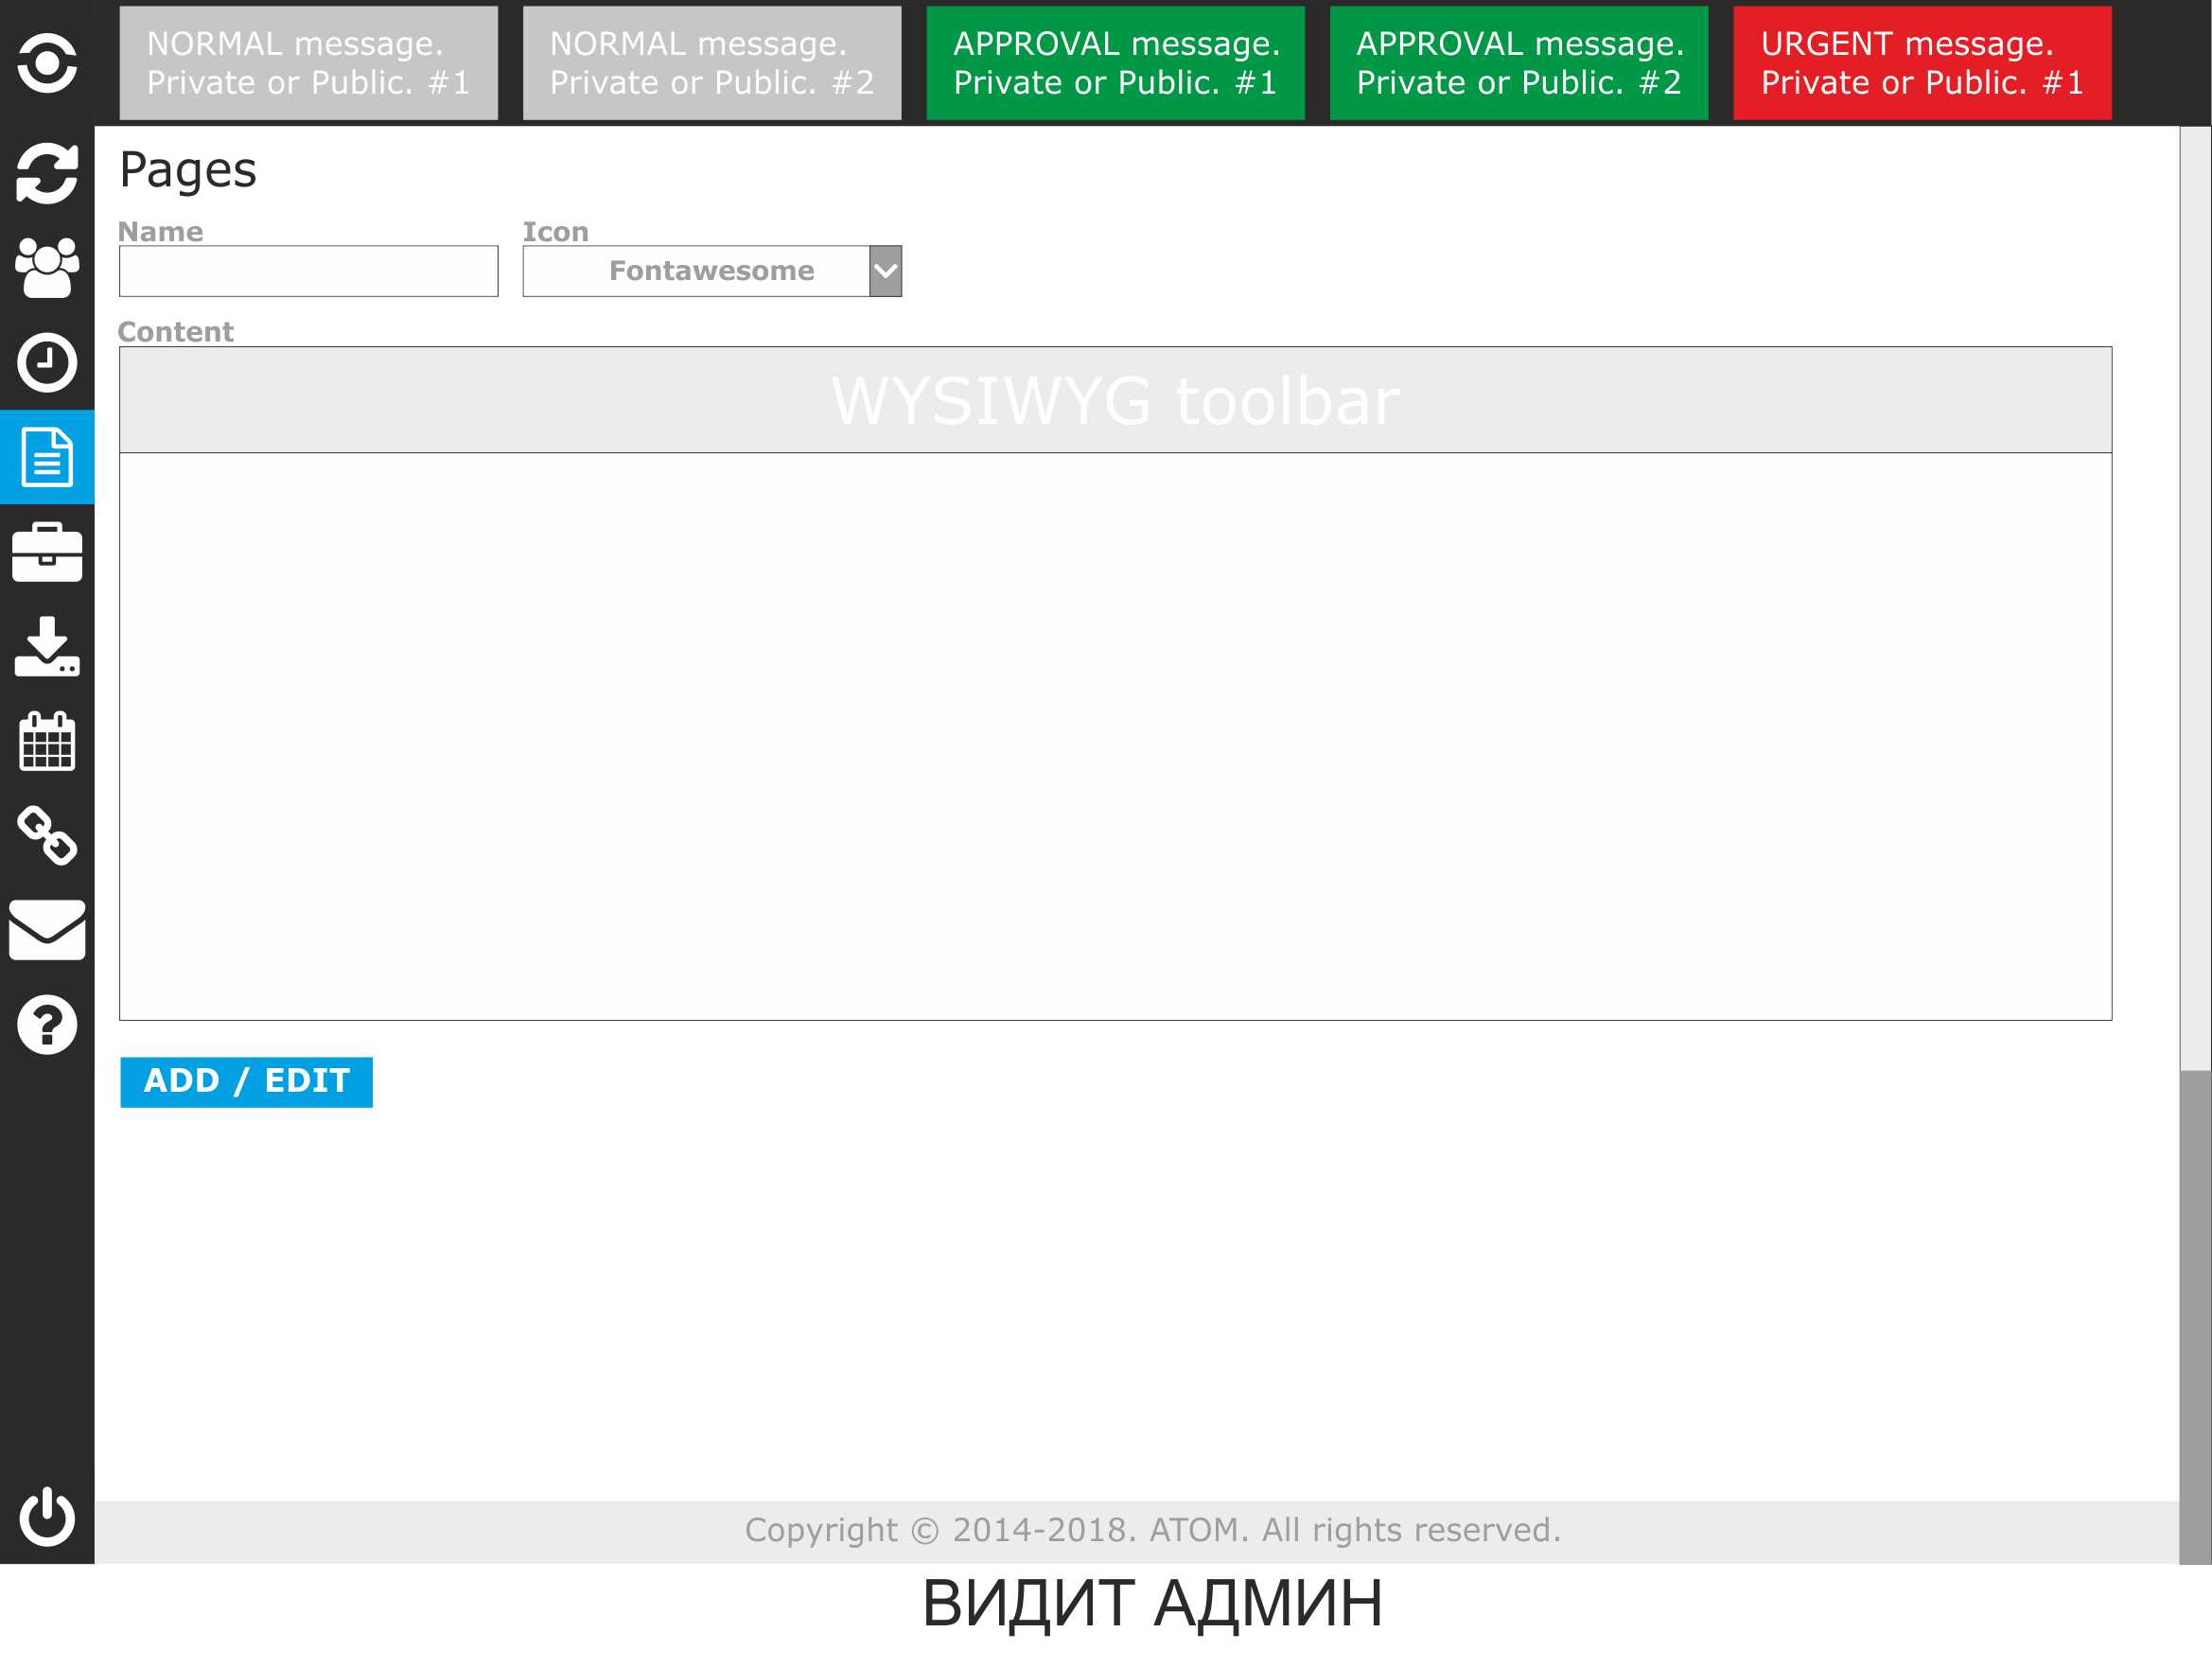 NORMAL message.
Private or Public. #1
NORMAL message.
Private or Public. #2
APPROVAL message.
Private or Public. #1
APPROVAL message.
Private or Public. #2
URGENT message.
Private or Public. #1
Pages
Name
Icon
Fontawesome
Content
WYSIWYG toolbar
ADD / EDIT
Copyright © 2014-2018. ATOM. All rights reserved.
ВИДИТ АДМИН